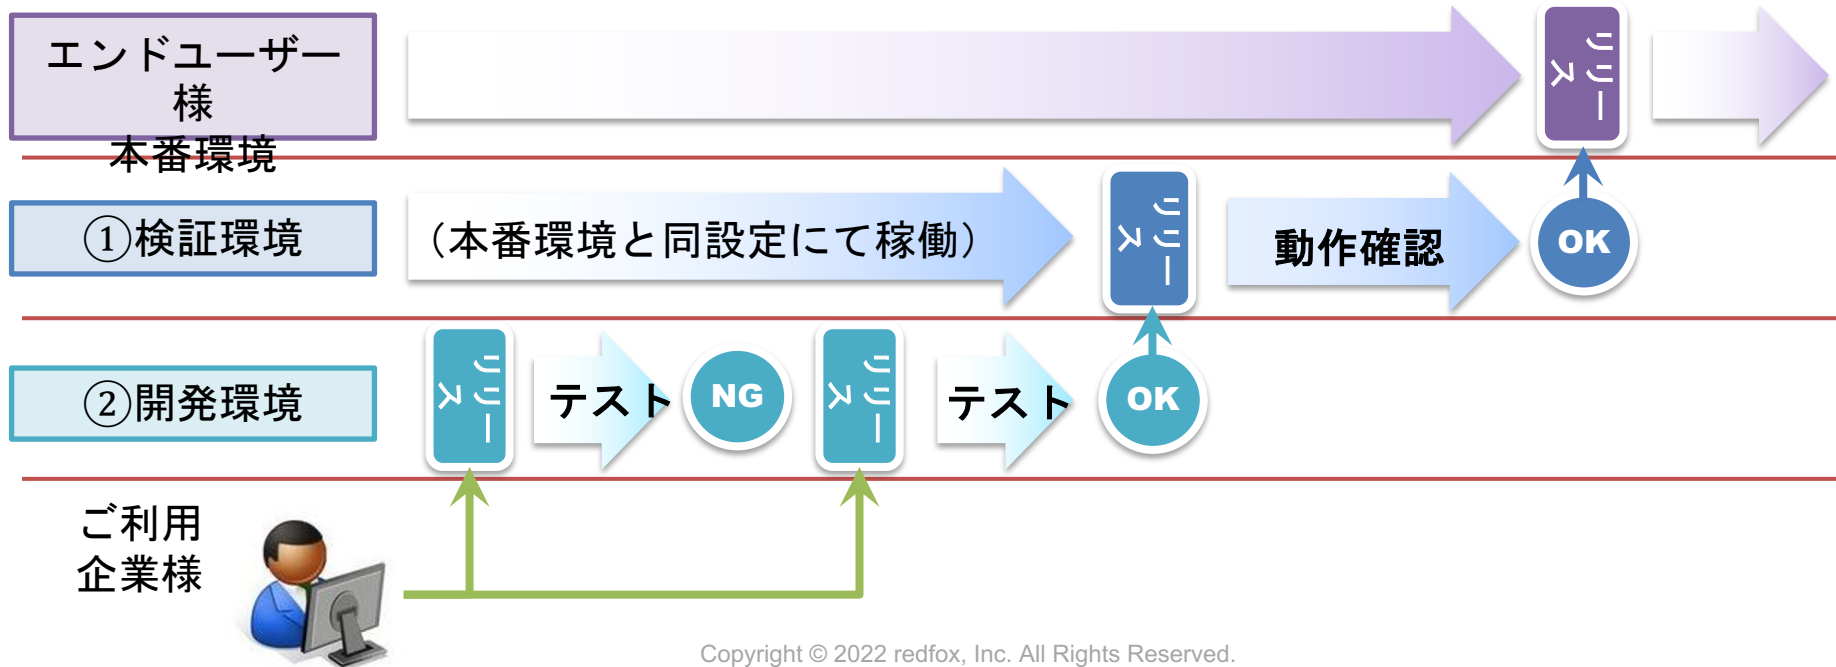 エンドユーザー
様
本番環境
リリー
ス
①検証環境
（本番環境と同設定にて稼働）
リリー
ス
動作確認
OK
②開発環境
リリー
ス
テスト
NG
リリー
ス
テスト
OK
ご利用
企業様
Copyright © 2022 redfox, Inc. All Rights Reserved.